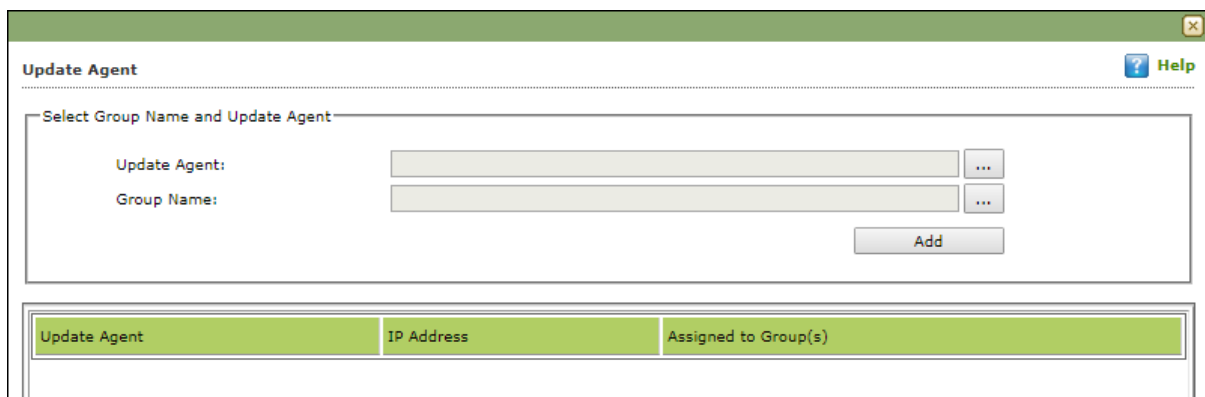 Update Agent
? Help
Select Group Name and Update Agent
Update Agent:
...
Group Name:
...
Add
Update Agent IP Address Assigned to Group(s)